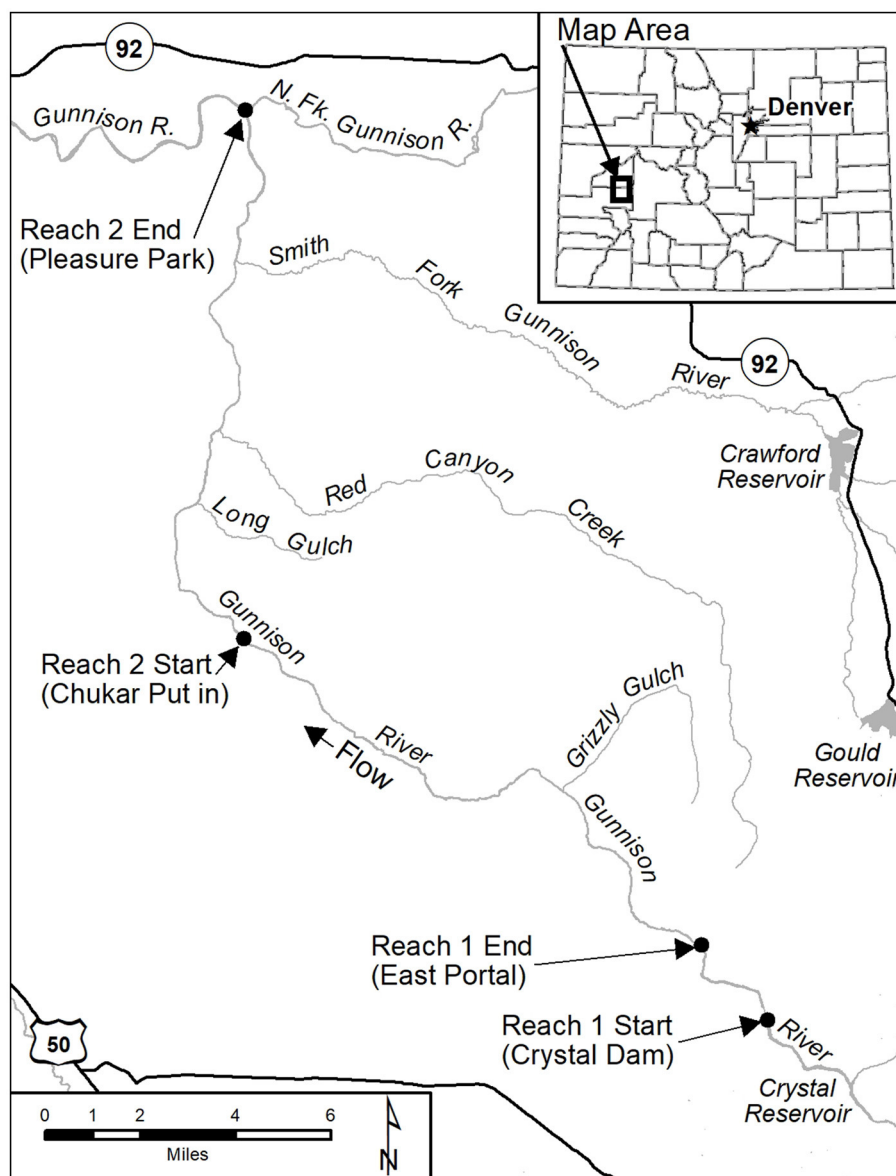 92
Map Area
Denver
Gunnison R.
N. Fk. Gunnison R.
Reach 2 End
(Pleasure Park)
Smith Fork Gunnison River
92
Crawford
Reservoir
Red Canyon Creek
Long Gulch
Gunnison River
Reach 2 Start
(Chukar Put in)
Flow
Grizzly Gulch
Gould
Reservoir
Gunnison River
Reach 1 End
(East Portal)
Reach 1 Start
(Crystal Dam)
Crystal
Reservoir
50
0 1 2 4 6
Miles
N